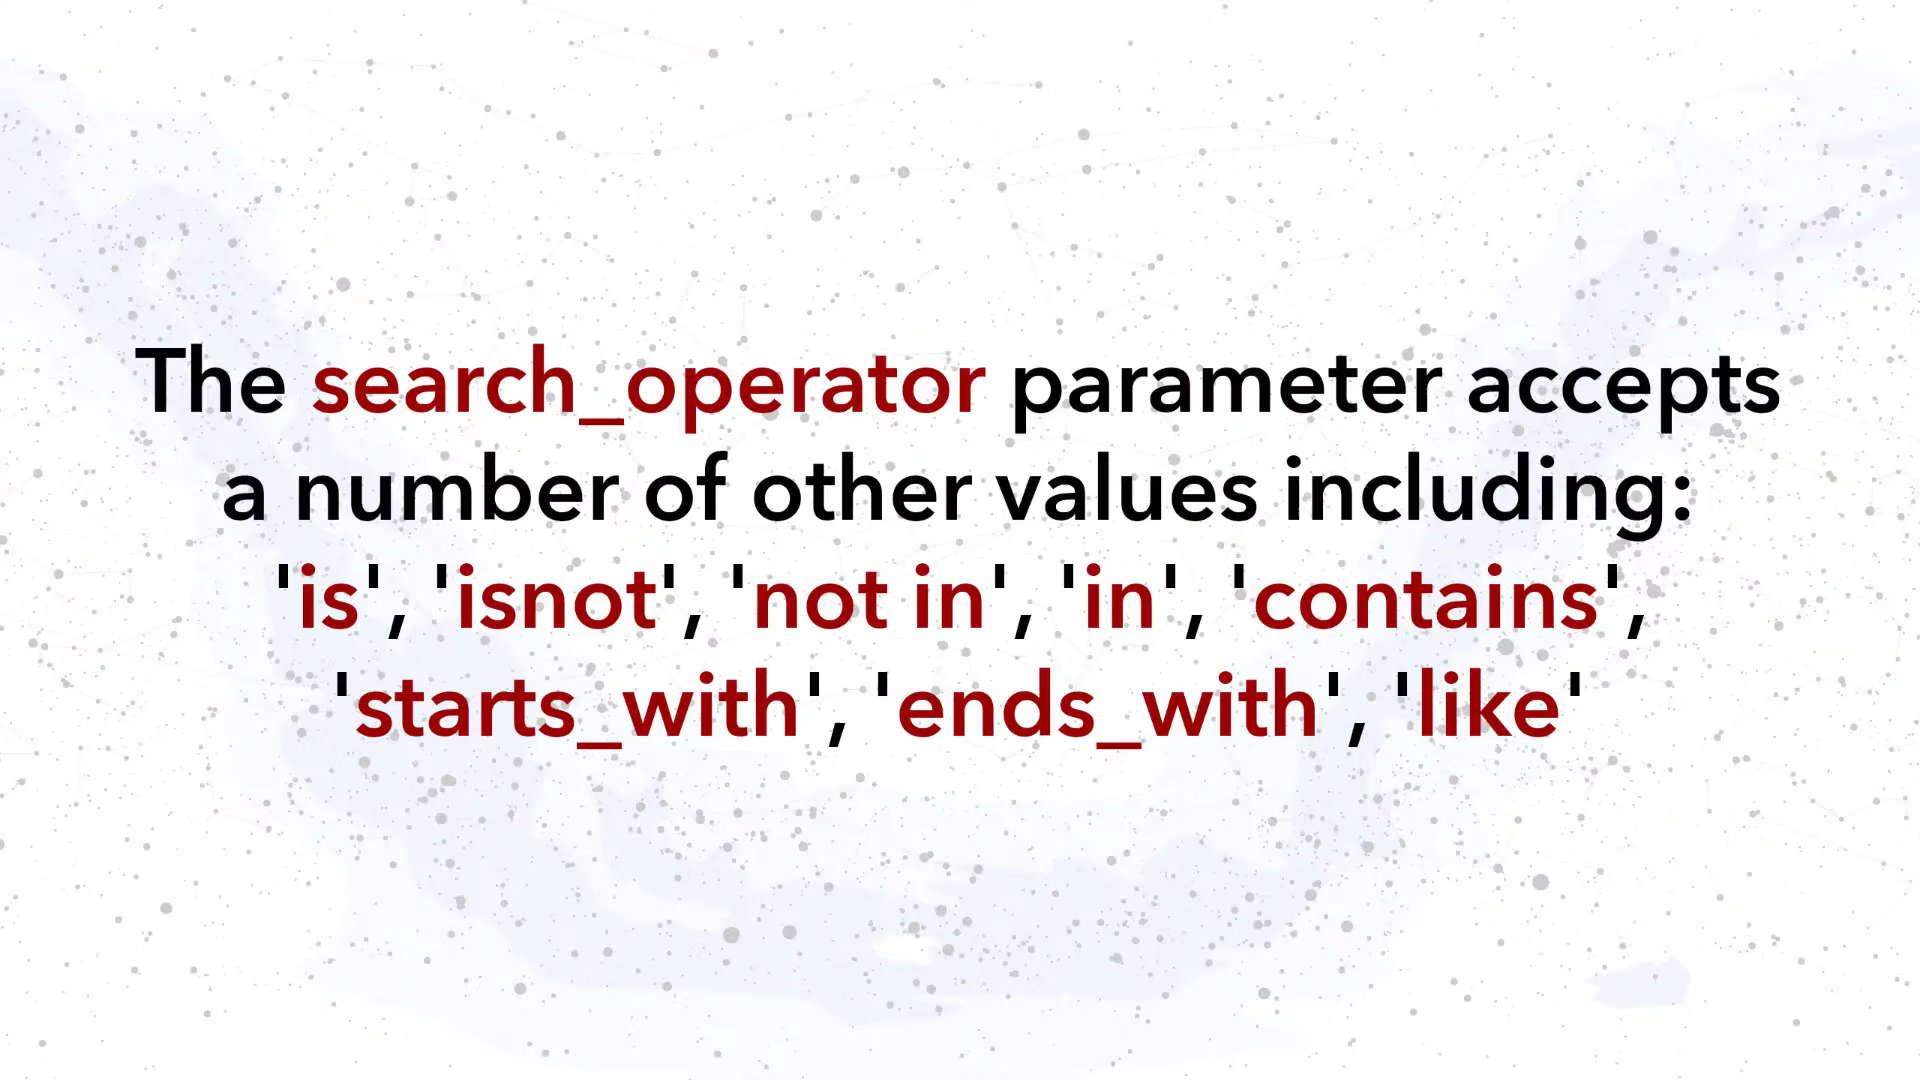 The search_operator parameter accepts
a number of other values including:
'is', 'isnot', 'not in', 'in', 'contains',
'starts_with', 'ends_with', 'like'